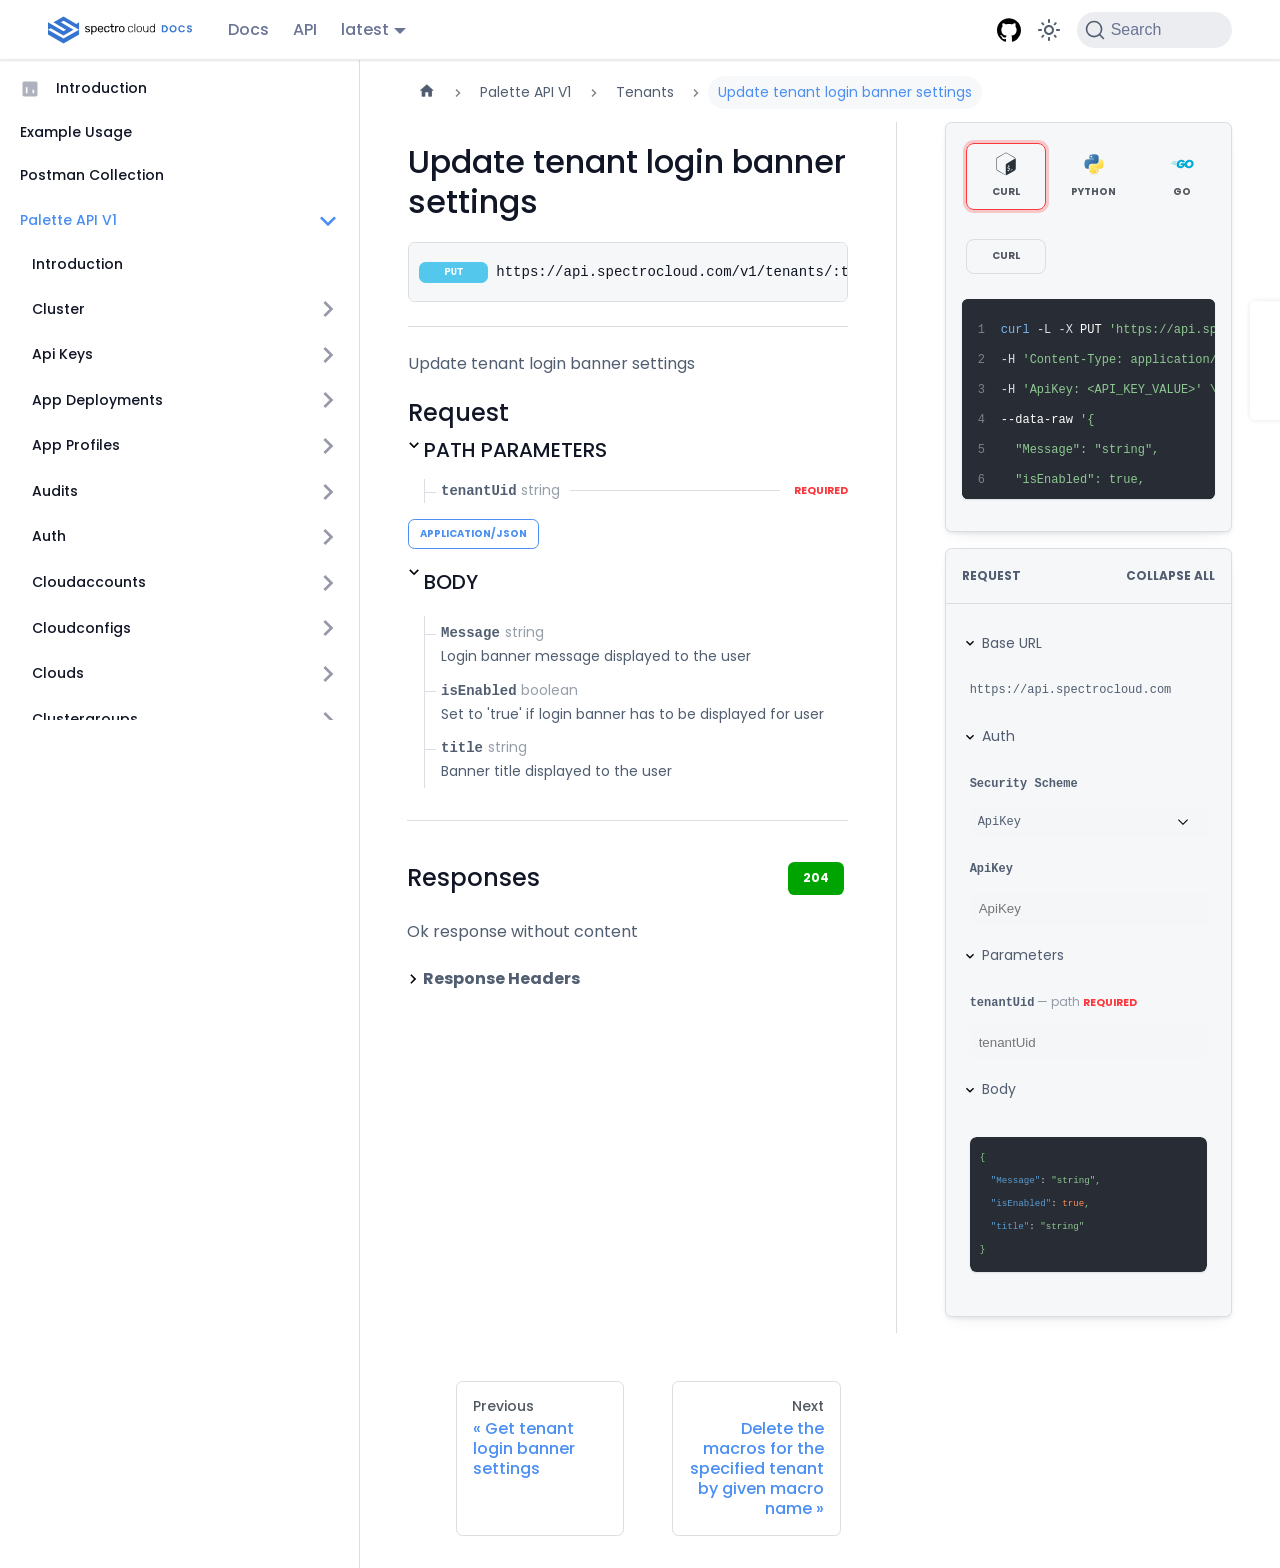 spectro cloud DOCS
Docs
API
latest
Search
Introduction
Example Usage
Postman Collection
Palette API V1
Introduction
Cluster
Api Keys
App Deployments
App Profiles
Audits
Auth
Cloudaccounts
Cloudconfigs
Clouds
Clustergroups
Palette API V1
Tenants
Update tenant login banner settings
Update tenant login banner
settings
PUT https://api.spectrocloud.com/v1/tenants/:t
Update tenant login banner settings
Request
PATH PARAMETERS
tenantUid string REQUIRED
APPLICATION/JSON
BODY
Message string
Login banner message displayed to the user
isEnabled boolean
Set to 'true' if login banner has to be displayed for user
title string
Banner title displayed to the user
Responses
204
Ok response without content
Response Headers
CURL
PYTHON
GO
CURL
1 curl -L -X PUT 'https://api.sp
2 -H 'Content-Type: application/
3 -H 'ApiKey: <API_KEY_VALUE>' \
4 --data-raw '{
5 "Message": "string",
6 "isEnabled": true,
REQUEST
COLLAPSE ALL
Base URL
https://api.spectrocloud.com
Auth
Security Scheme
ApiKey
ApiKey
ApiKey
Parameters
tenantUid — path REQUIRED
tenantUid
Body
{
"Message": "string",
"isEnabled": true,
"title": "string"
}
Previous
« Get tenant
login banner
settings
Next
Delete the
macros for the
specified tenant
by given macro
name »